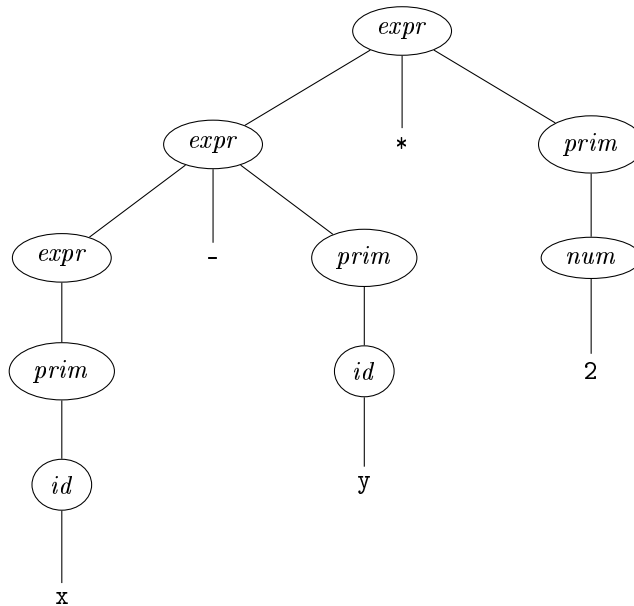 expr
expr * prim
expr - prim num
prim id 2
id y
x